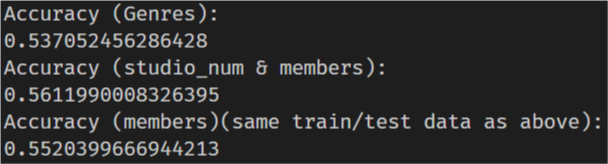 Accuracy (Genres):
0.537052456286428
Accuracy (studio_num & members):
0.5611990008326395
Accuracy (members)(same train/test data as above):
0.5520399666944213